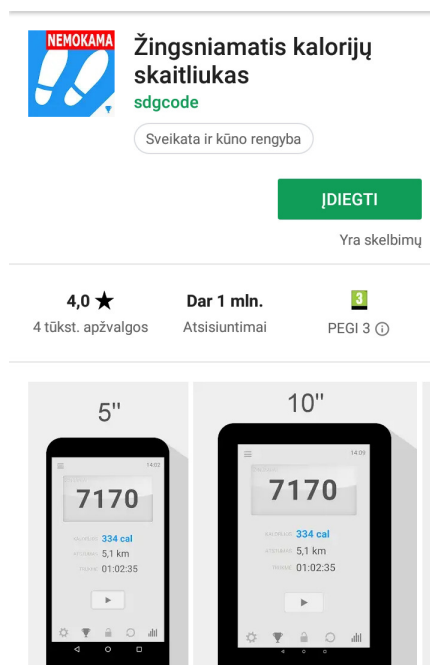 NEMOKAMA
Žingsniamatis kalorijų
skaitliukas
sdgcode
Sveikata ir kūno rengyba
ĮDIEGTI
Yra skelbimų
4,0 ★
4 tūkst. apžvalgos
Dar 1 mln.
Atsisiuntimai
3
PEGI 3
5"
14:02
7170
334 cal
5,1 km
01:02:35
10"
14:09
7170
KALORIJOS 334 cal
ATSTUMAS 5,1 km
01:02:35